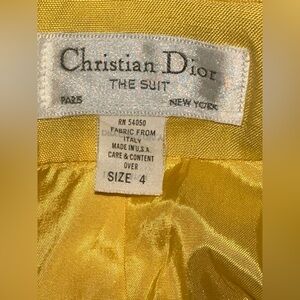 Christian Dior
THE SUIT
PARIS NEW YORK
RN 54050
FABRIC FROM
ITALY
MADE IN U.S.A.
CARE & CONTENT
OVER
SIZE 4